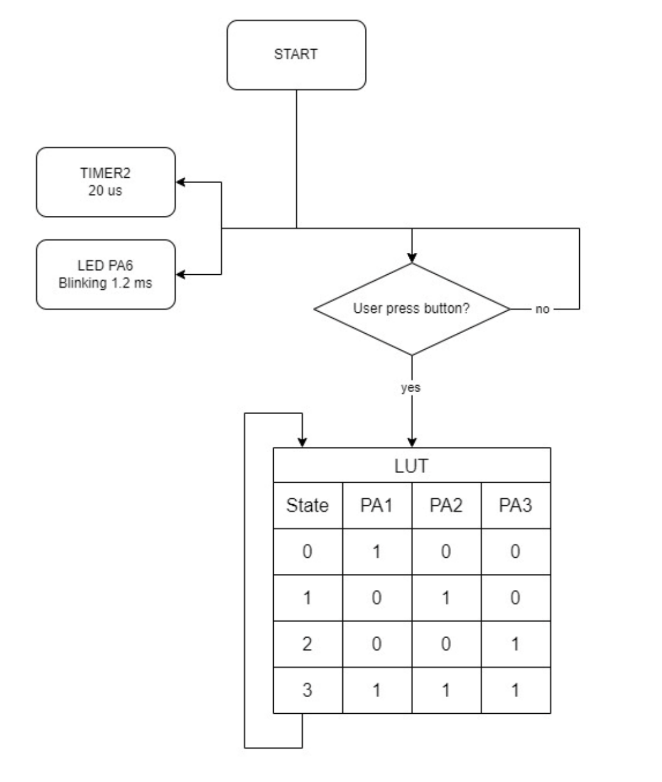 START
TIMER2
20 us
LED PA6
Blinking 1.2 ms
User press button?
no
yes
LUT
State PA1 PA2 PA3
0 1 0 0
1 0 1 0
2 0 0 1
3 1 1 1